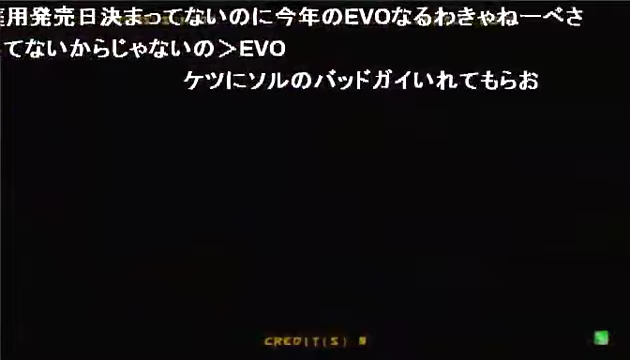 庭用発売日決まってないのに今年のEVOなるわきゃねーべさ
てないからじゃないの＞EVO
ケツにソルのバッドガイいれてもらお
CREDIT(S) 0